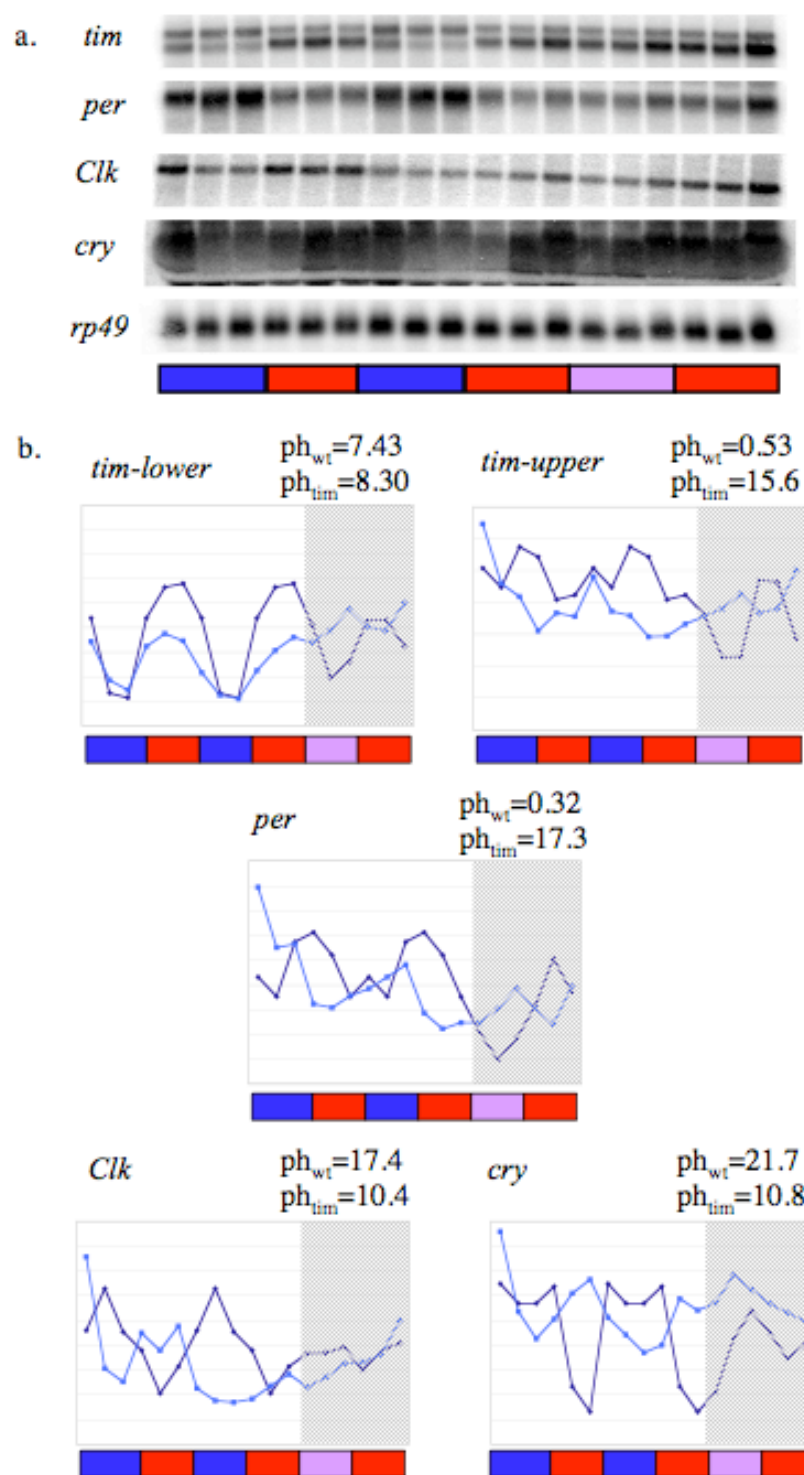 a.
tim
per
Clk
cry
rp49
b.
tim-lower
ph_wt=7.43
ph_tim=8.30
tim-upper
ph_wt=0.53
ph_tim=15.6
per
ph_wt=0.32
ph_tim=17.3
Clk
ph_wt=17.4
ph_tim=10.4
cry
ph_wt=21.7
ph_tim=10.8